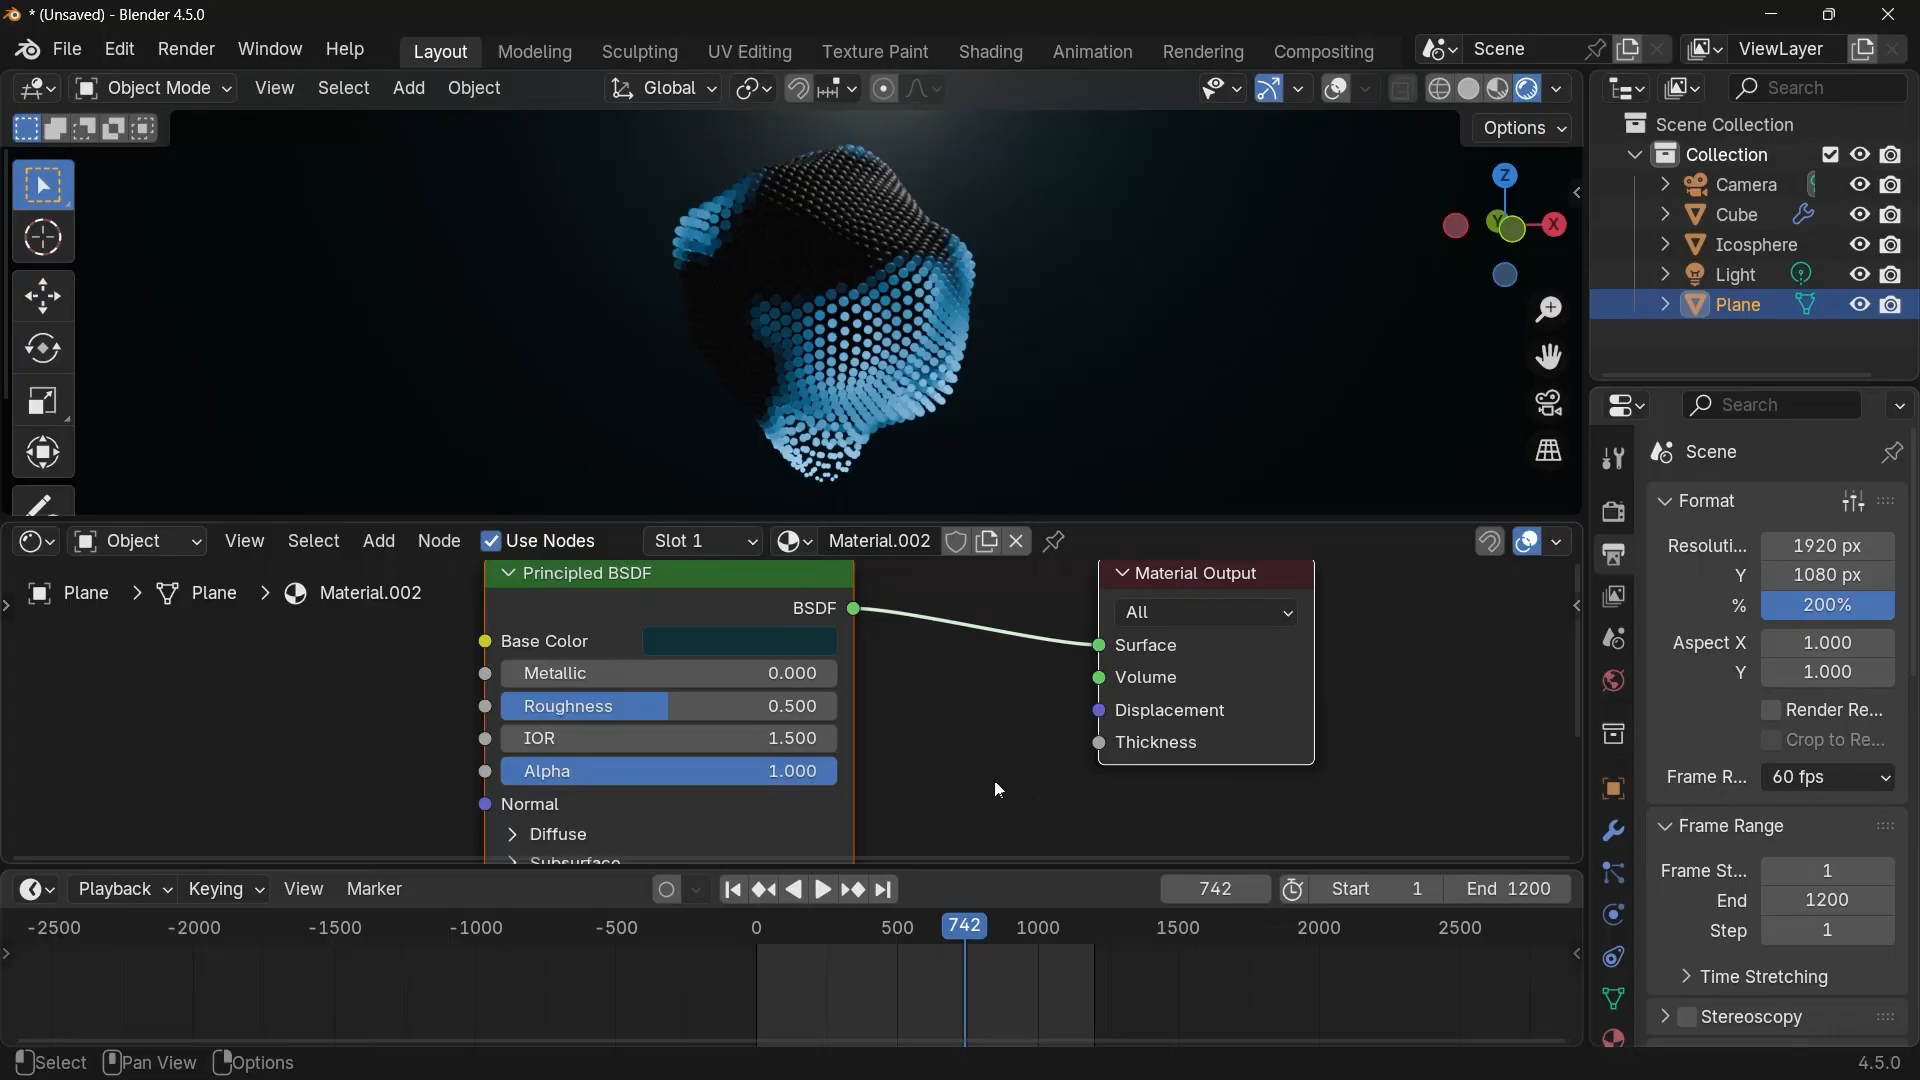 * (Unsaved) - Blender 4.5.0
File Edit Render Window Help Layout Modeling Sculpting UV Editing Texture Paint Shading Animation Rendering Compositing Scene ViewLayer
Object Mode View Select Add Object Global Search
Options
Scene Collection
Collection
Camera
Cube
Icosphere
Light
Plane
Z
Y
X
Search
Scene
Format
Resoluti... 1920 px
Y 1080 px
% 200%
Aspect X 1.000
Y 1.000
Render Re...
Crop to Re...
Frame R... 60 fps
Frame Range
Frame St... 1
End 1200
Step 1
Time Stretching
Stereoscopy
Object View Select Add Node Use Nodes Slot 1 Material.002
Plane Plane Material.002
Principled BSDF
BSDF
Base Color
Metallic 0.000
Roughness 0.500
IOR 1.500
Alpha 1.000
Normal
Diffuse
Subsurface
Material Output
All
Surface
Volume
Displacement
Thickness
Playback Keying View Marker 742 Start 1 End 1200
-2500 -2000 -1500 -1000 -500 0 500 742 1000 1500 2000 2500
Select Pan View Options 4.5.0